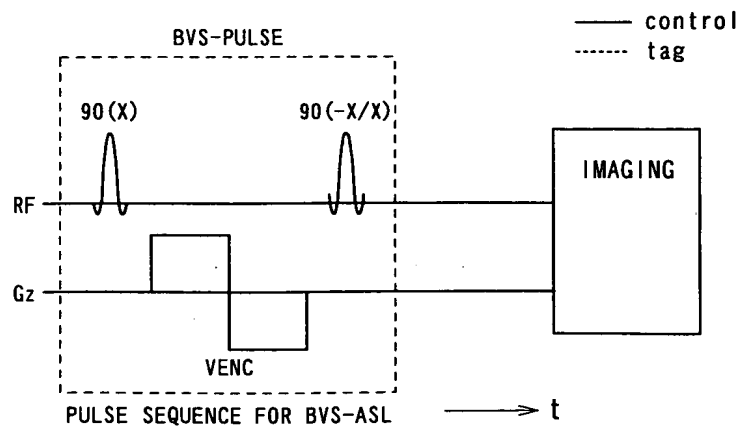 control
tag
BVS-PULSE
90(X)
90(-X/X)
IMAGING
RF
Gz
VENC
PULSE SEQUENCE FOR BVS-ASL
t